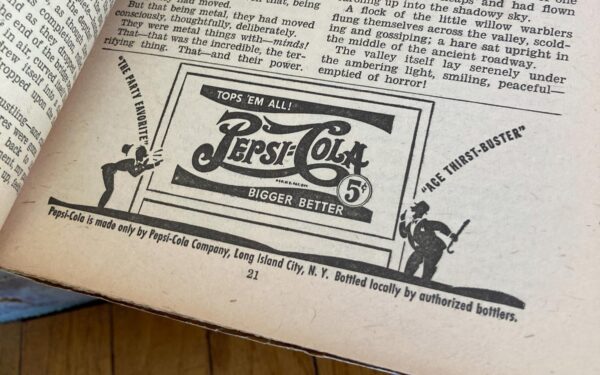 But being metal, they had moved
consciously, thoughtfully, deliberately.
They were metal things with—minds!
That—that was the incredible, the ter-
rifying thing. That—and their power.
into the shadowy sky.
A flock of the little willow warblers
flung themselves across the valley, scold-
ing and gossiping; a hare sat upright in
the middle of the ancient roadway.
The valley itself lay serenely under
the ambering light, smiling, peaceful—
emptied of horror!
"THE PARTY FAVORITE"
TOPS 'EM ALL!
PEPSI-COLA
5¢
BIGGER BETTER
"ACE THIRST-BUSTER"
Pepsi-Cola is made only by Pepsi-Cola Company, Long Island City, N. Y. Bottled locally by authorized bottlers.
21